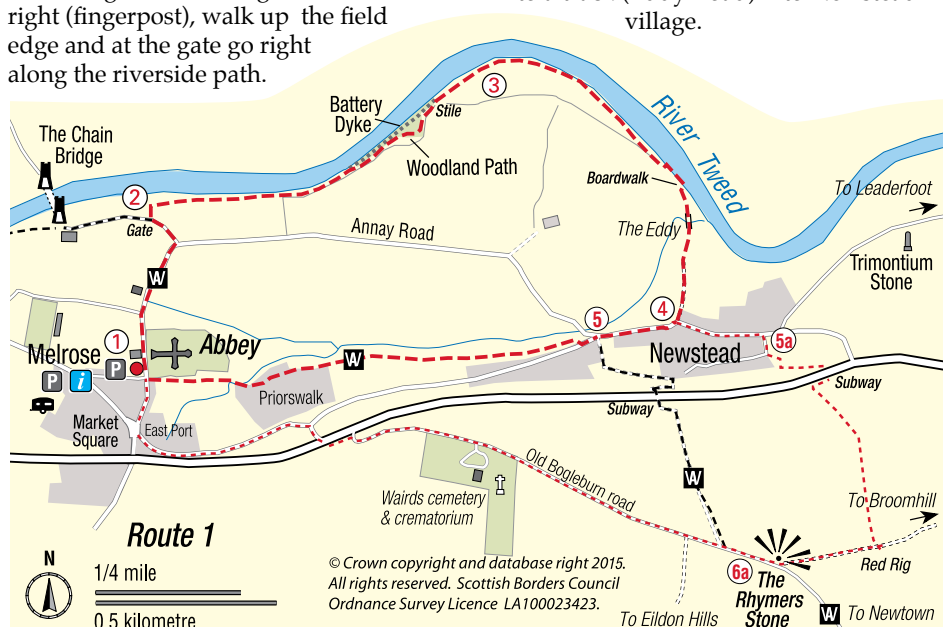 right (fingerpost), walk up the field
edge and at the gate go right
along the riverside path.
village.
The Chain
Bridge
Battery
Dyke
Stile
3
Woodland Path
River Tweed
Boardwalk
To Leaderfoot
2
Gate
Annay Road
The Eddy
Trimontium
Stone
W
1
Abbey
5
4
5a
Melrose
P
i
P
W
Newstead
Priorswalk
Subway
Subway
Market
Square
East Port
Old Bogleburn road
W
Wairds cemetery
& crematorium
To Broomhill
Route 1
N
1/4 mile
0.5 kilometre
© Crown copyright and database right 2015.
All rights reserved. Scottish Borders Council
Ordnance Survey Licence LA100023423.
Red Rig
6a
The
Rhymers
Stone
To Eildon Hills
W
To Newtown